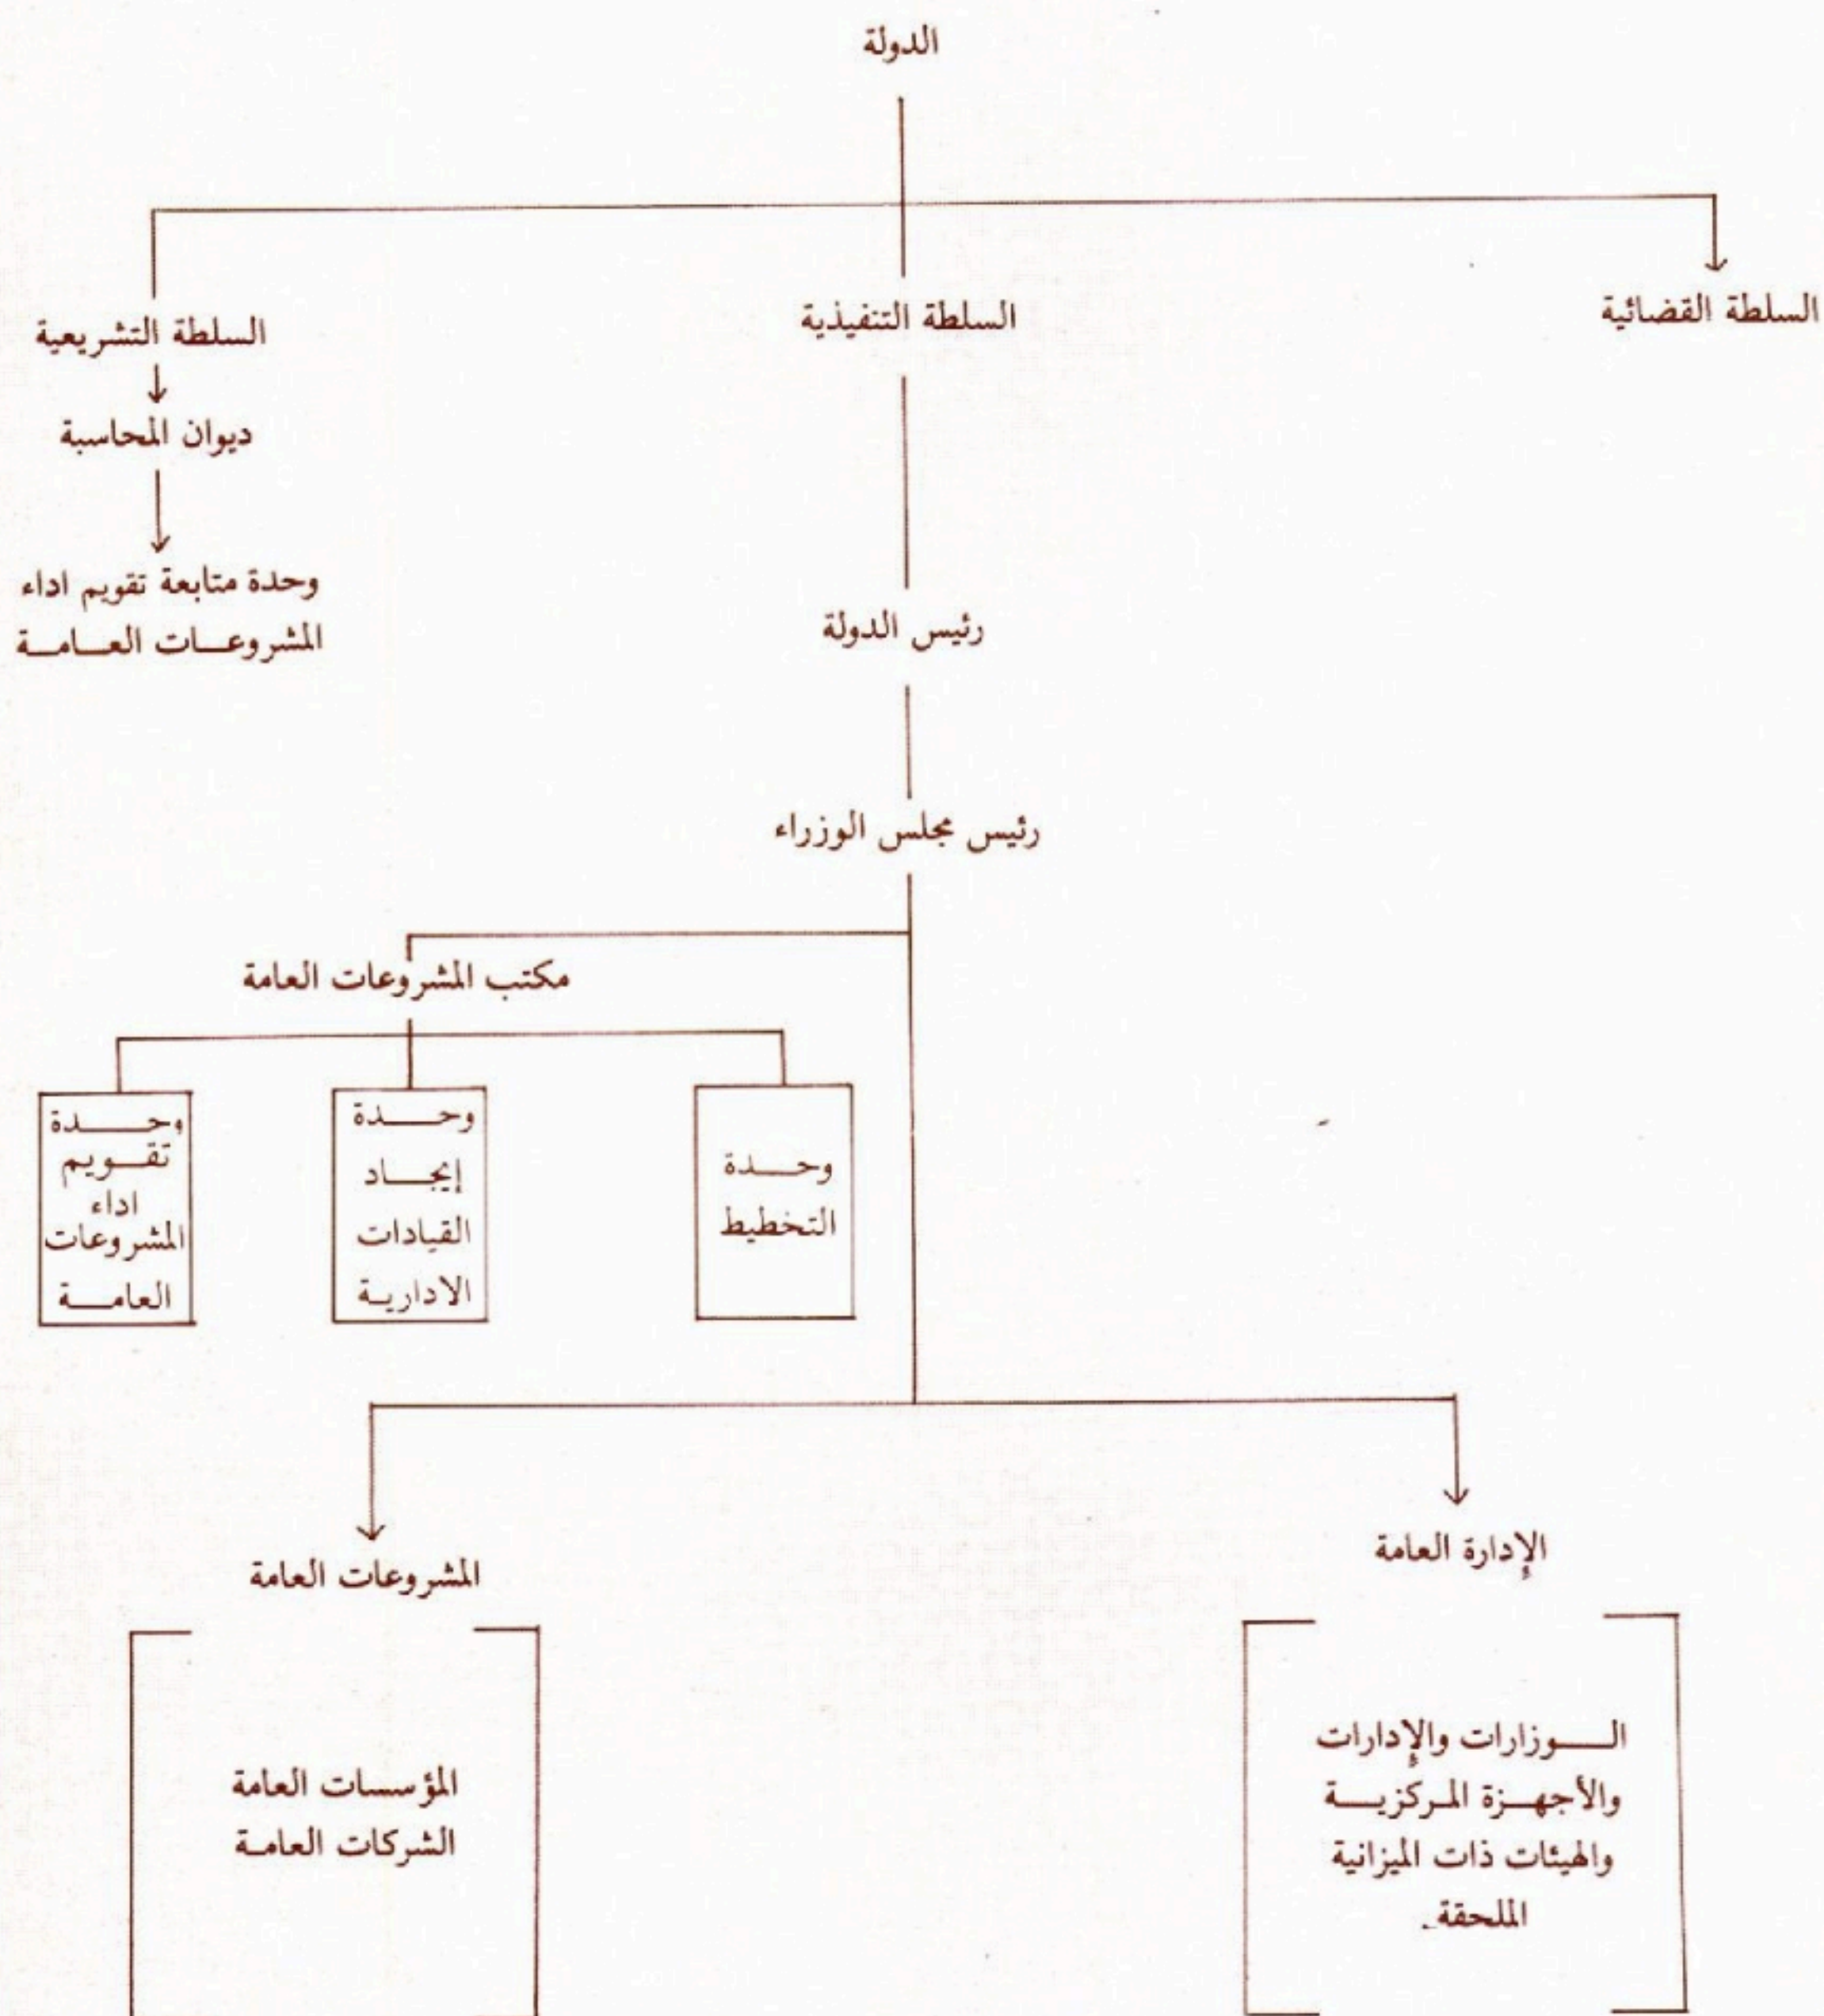 الدولة
السلطة القضائية
السلطة التنفيذية
السلطة التشريعية
ديوان المحاسبة
وحدة متابعة تقويم اداء
المشروعات العامة
رئيس الدولة
رئيس مجلس الوزراء
مكتب المشروعات العامة
وحدة
التخطيط
وحدة
إيجاد
القيادات
الادارية
وحدة
تقويم
اداء
المشروعات
العامة
الإدارة العامة
الوزارات والإدارات
والأجهزة المركزية
والهيئات ذات الميزانية
الملحقة.
المشروعات العامة
المؤسسات العامة
الشركات العامة